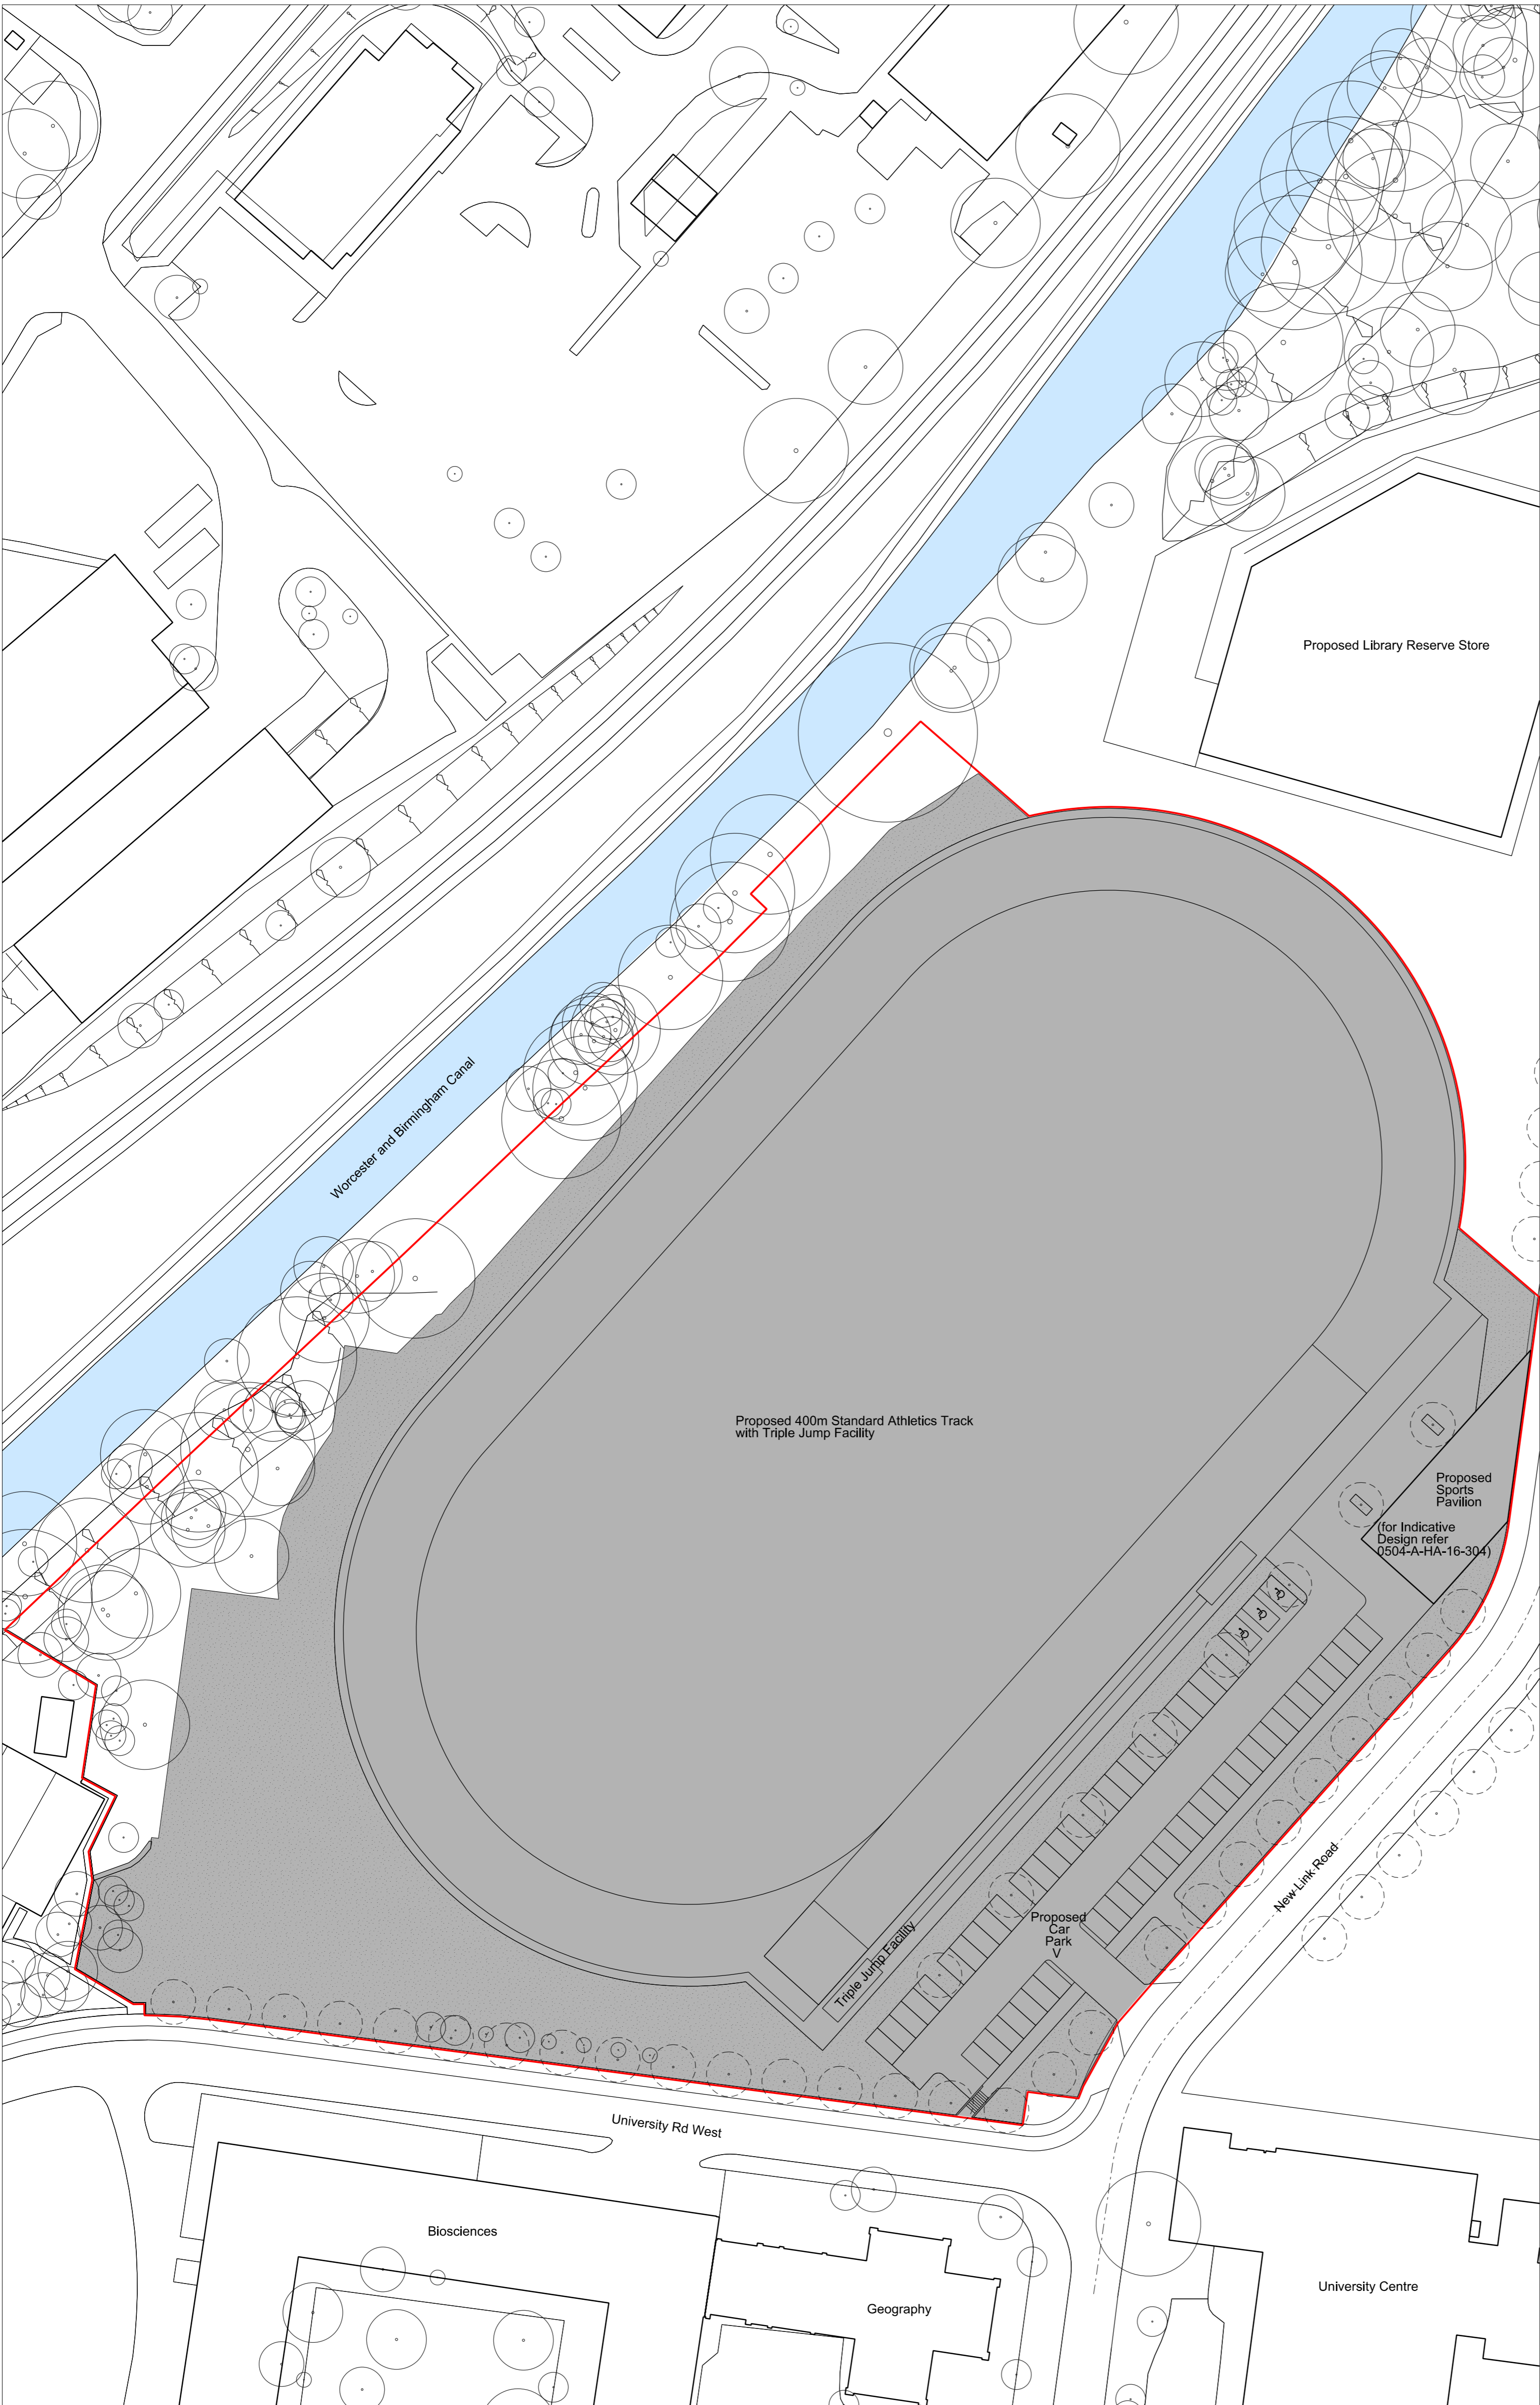 Proposed Library Reserve Store
Worcester and Birmingham Canal
Proposed 400m Standard Athletics Track
with Triple Jump Facility
Proposed
Sports
Pavilion
(for Indicative
Design refer
0504-A-HA-16-304)
New Link Road
Proposed
Car
Park
V
Triple Jump Facility
University Rd West
Biosciences
Geography
University Centre